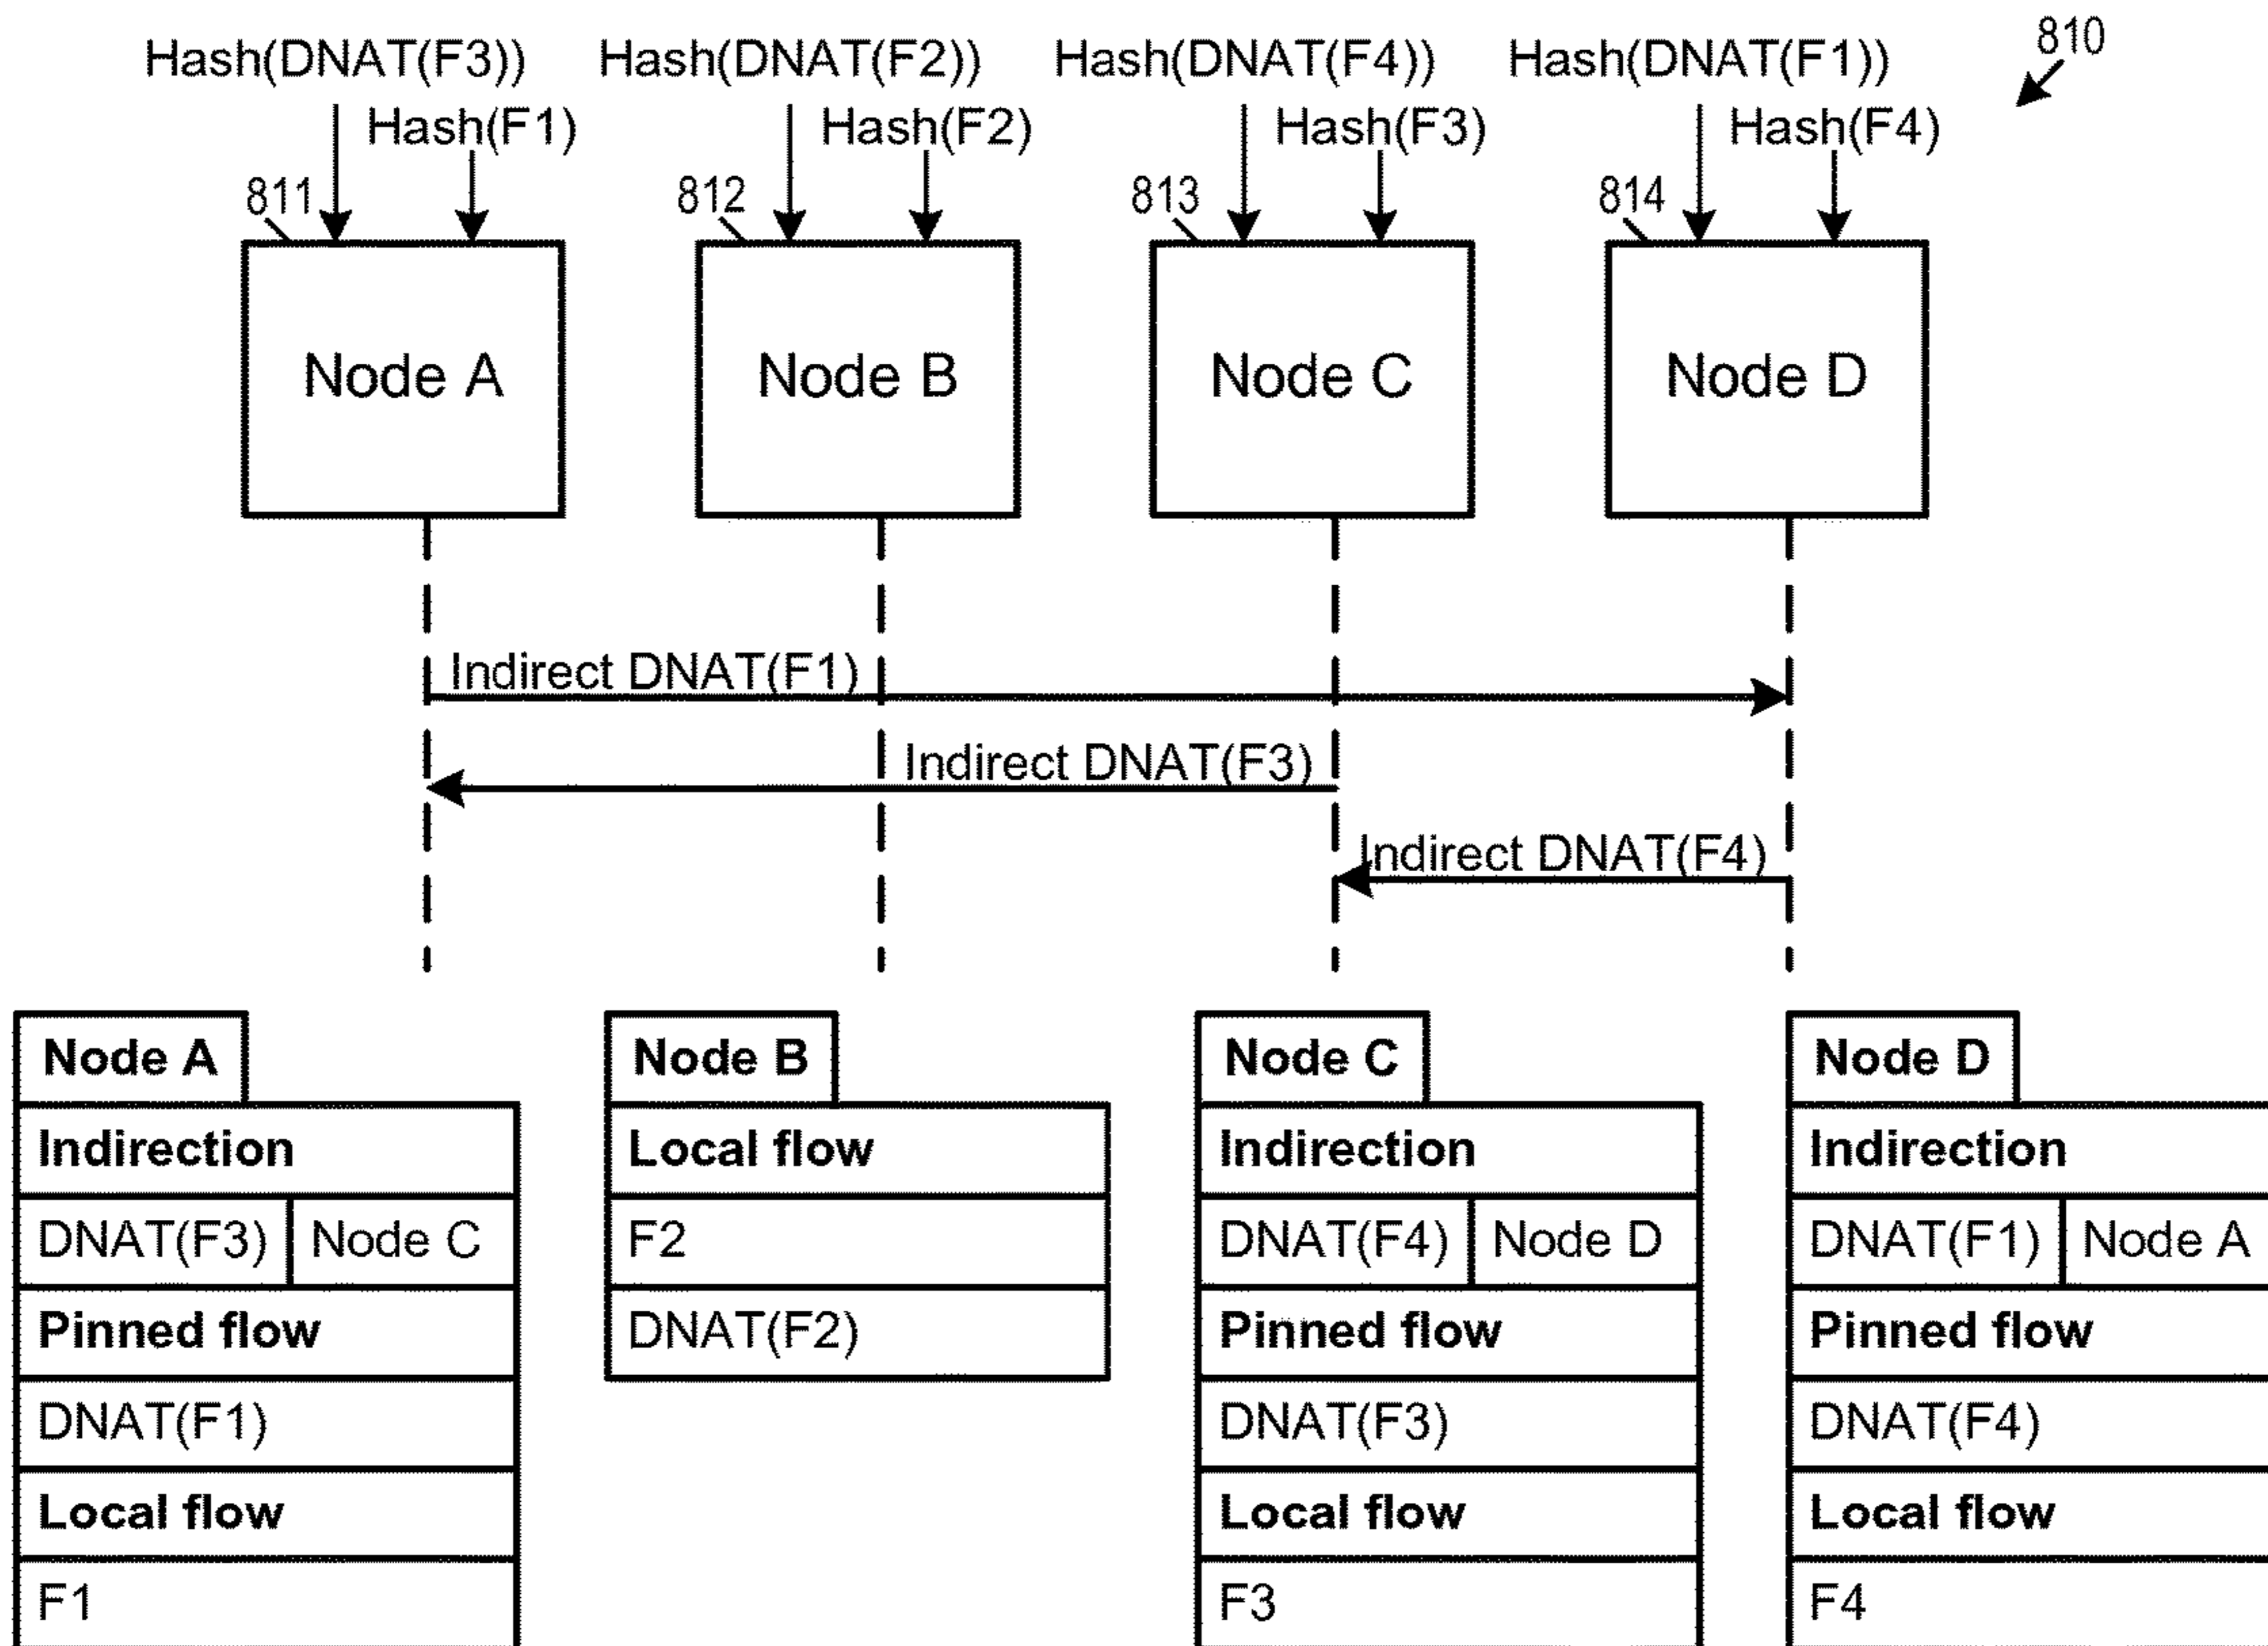 Hash(DNAT(F3)) Hash(DNAT(F2)) Hash(DNAT(F4)) Hash(DNAT(F1)) 810
Hash(F1) Hash(F2) Hash(F3) Hash(F4)
811 812 813 814
Node A Node B Node C Node D
Indirect DNAT(F1)
Indirect DNAT(F3)
Indirect DNAT(F4)
Node A
Indirection
DNAT(F3) Node C
Pinned flow
DNAT(F1)
Local flow
F1
Node B
Local flow
F2
DNAT(F2)
Node C
Indirection
DNAT(F4) Node D
Pinned flow
DNAT(F3)
Local flow
F3
Node D
Indirection
DNAT(F1) Node A
Pinned flow
DNAT(F4)
Local flow
F4